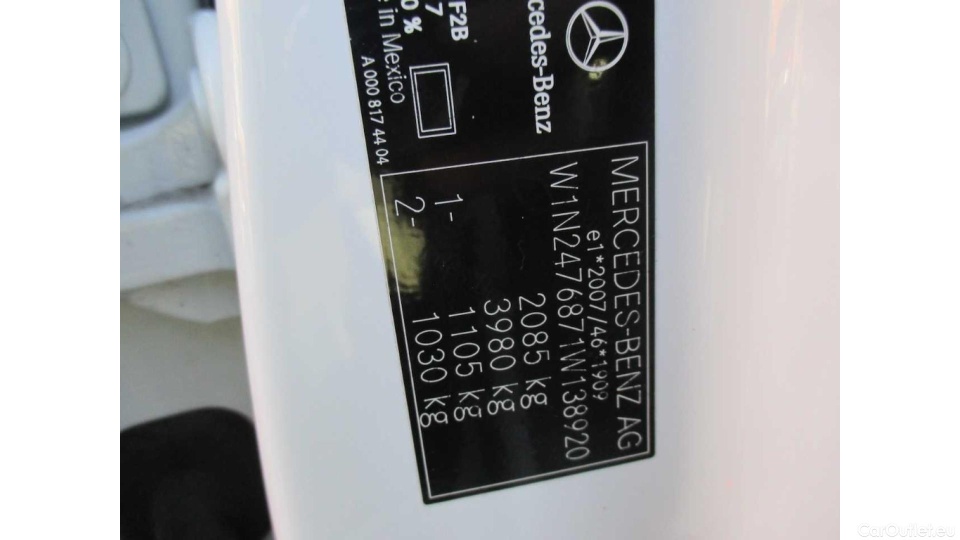 Mercedes-Benz
F2B
7
0 %
in Mexico
A 000 817 44 04
MERCEDES-BENZ AG
e1*2007/46*1909
W1N2476871W138920
2085 kg
3980 kg
1- 1105 kg
2- 1030 kg
CarOutlet.eu